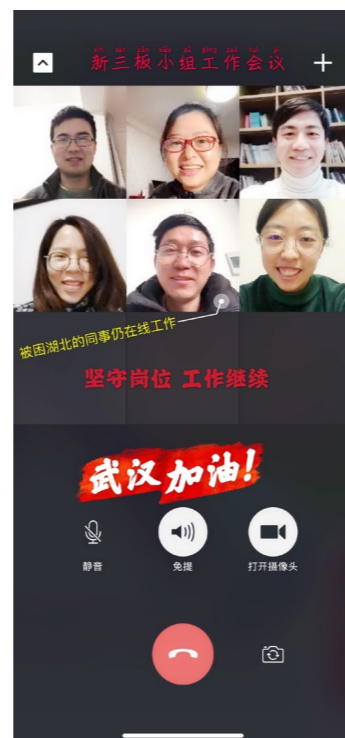 新三板小组工作会议
被困湖北的同事仍在线工作
坚守岗位 工作继续
武汉加油!
静音
免提
打开摄像头